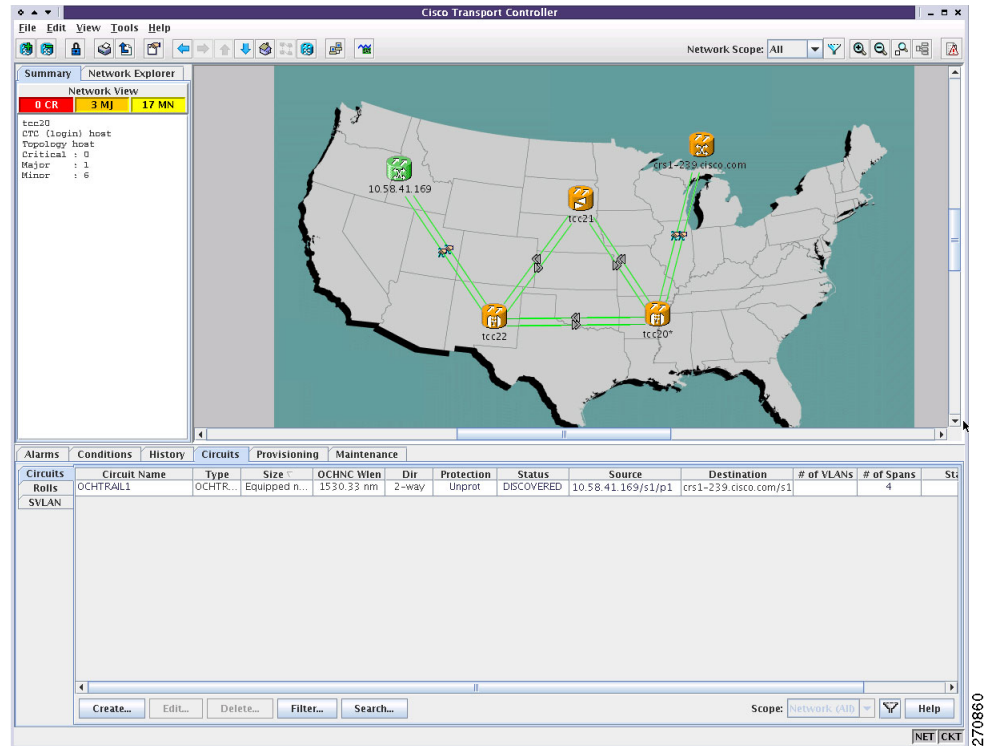 Cisco Transport Controller
File Edit View Tools Help
Network Scope: All
Summary Network Explorer
Network View
0 CR 3 MJ 17 MN
tcc20
CTC (login) host
Topology host
Critical : 0
Major : 1
Minor : 6
crs1-239.cisco.com
10.58.41.169
tcc21
tcc22
tcc20*
Alarms Conditions History Circuits Provisioning Maintenance
Circuits
Rolls
SVLAN
Circuit Name Type Size OCHNC Wlen Dir Protection Status Source Destination # of VLANs # of Spans Sta
OCHTRAIL1 OCHTR... Equipped n... 1530.33 nm 2-way Unprot DISCOVERED 10.58.41.169/s1/p1 crs1-239.cisco.com/s1 4
Create... Edit... Delete... Filter... Search... Scope: Network (All) Help
NET CKT
270860